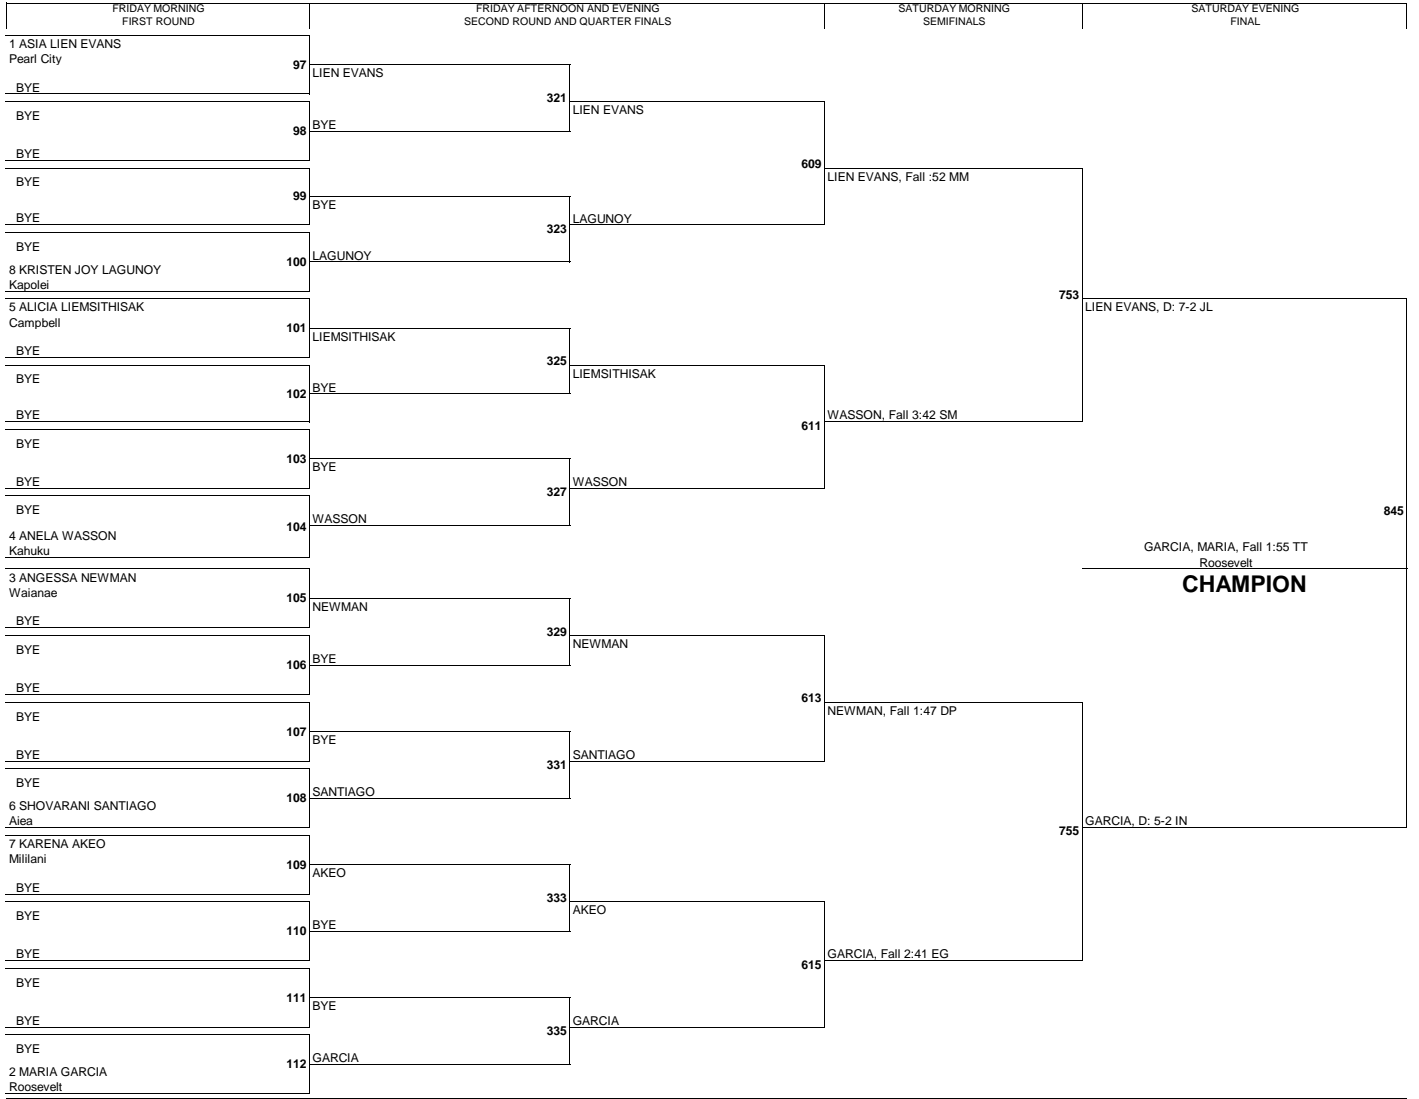 FRIDAY MORNING
FIRST ROUND
FRIDAY AFTERNOON AND EVENING
SECOND ROUND AND QUARTER FINALS
SATURDAY MORNING
SEMIFINALS
SATURDAY EVENING
FINAL
1 ASIA LIEN EVANS
Pearl City
97
BYE
BYE
98
BYE
BYE
99
BYE
BYE
100
8 KRISTEN JOY LAGUNOY
Kapolei
5 ALICIA LIEMSITHISAK
Campbell
101
BYE
BYE
102
BYE
BYE
103
BYE
BYE
104
4 ANELA WASSON
Kahuku
3 ANGESSA NEWMAN
Waianae
105
BYE
BYE
106
BYE
BYE
107
BYE
BYE
108
6 SHOVARANI SANTIAGO
Aiea
7 KARENA AKEO
Mililani
109
BYE
BYE
110
BYE
BYE
111
BYE
BYE
112
2 MARIA GARCIA
Roosevelt
LIEN EVANS
321
BYE
BYE
323
LAGUNOY
LIEMSITHISAK
325
BYE
BYE
327
WASSON
NEWMAN
329
BYE
BYE
331
SANTIAGO
AKEO
333
BYE
BYE
335
GARCIA
LIEN EVANS
609
LAGUNOY
LIEMSITHISAK
611
WASSON
NEWMAN
613
SANTIAGO
AKEO
615
GARCIA
LIEN EVANS, Fall :52 MM
753
WASSON, Fall 3:42 SM
NEWMAN, Fall 1:47 DP
755
GARCIA, Fall 2:41 EG
LIEN EVANS, D: 7-2 JL
845
GARCIA, MARIA, Fall 1:55 TT
Roosevelt
CHAMPION
GARCIA, D: 5-2 IN